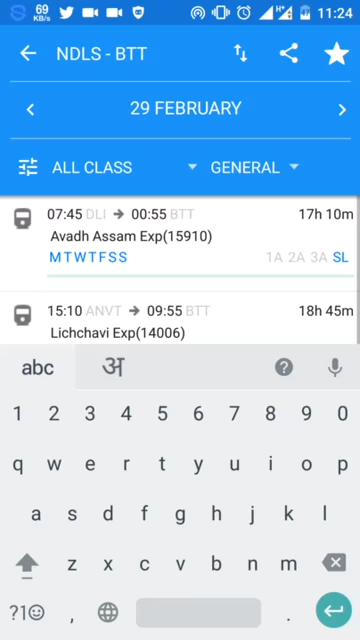 69 KB/s H+ 11:24
NDLS - BTT
29 FEBRUARY
ALL CLASS GENERAL
07:45 DLI → 00:55 BTT 17h 10m
Avadh Assam Exp(15910)
M T W T F S S 1A 2A 3A SL
15:10 ANVT → 09:55 BTT 18h 45m
Lichchavi Exp(14006)
abc अ ?
1 2 3 4 5 6 7 8 9 0
q w e r t y u i o p
a s d f g h j k l
z x c v b n m
?1☺ , .